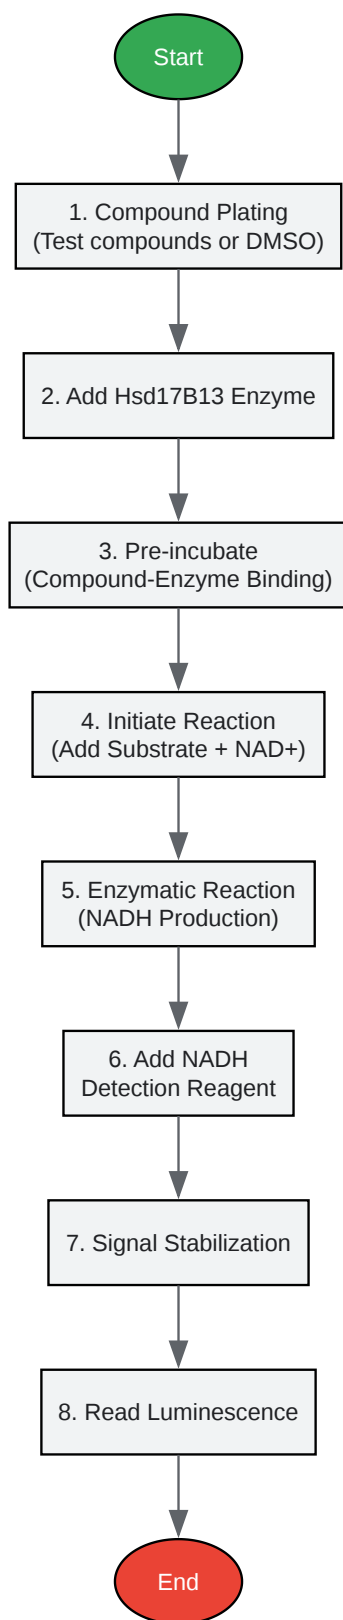 Start
1. Compound Plating
(Test compounds or DMSO)
2. Add Hsd17B13 Enzyme
3. Pre-incubate
(Compound-Enzyme Binding)
4. Initiate Reaction
(Add Substrate + NAD+)
5. Enzymatic Reaction
(NADH Production)
6. Add NADH
Detection Reagent
7. Signal Stabilization
8. Read Luminescence
End